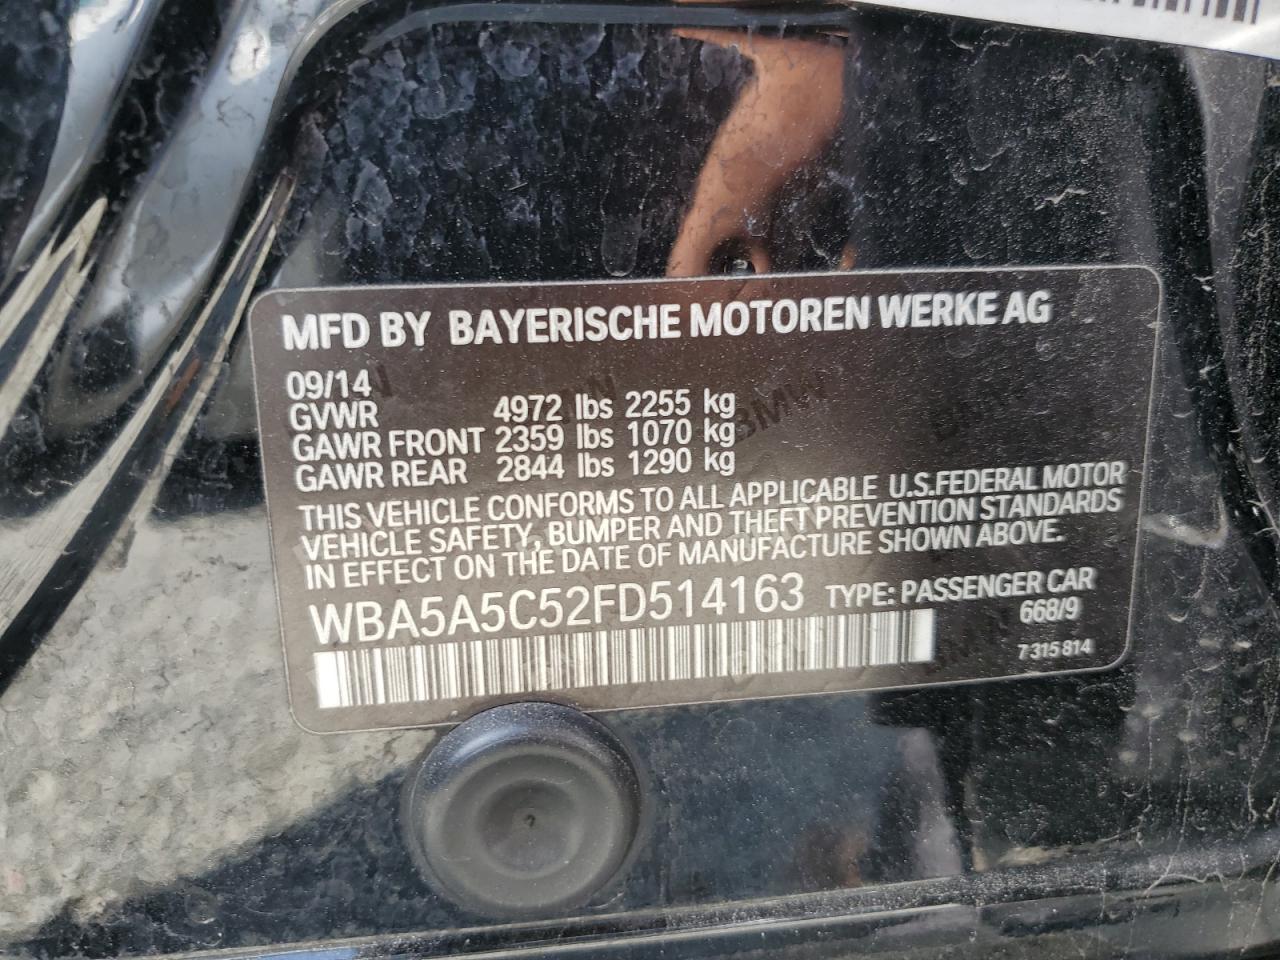 MFD BY BAYERISCHE MOTOREN WERKE AG
09/14
GVWR 4972 lbs 2255 kg
GAWR FRONT 2359 lbs 1070 kg
GAWR REAR 2844 lbs 1290 kg
THIS VEHICLE CONFORMS TO ALL APPLICABLE U.S.FEDERAL MOTOR
VEHICLE SAFETY, BUMPER AND THEFT PREVENTION STANDARDS
IN EFFECT ON THE DATE OF MANUFACTURE SHOWN ABOVE.
WBA5A5C52FD514163 TYPE: PASSENGER CAR
668/9
7 315 814